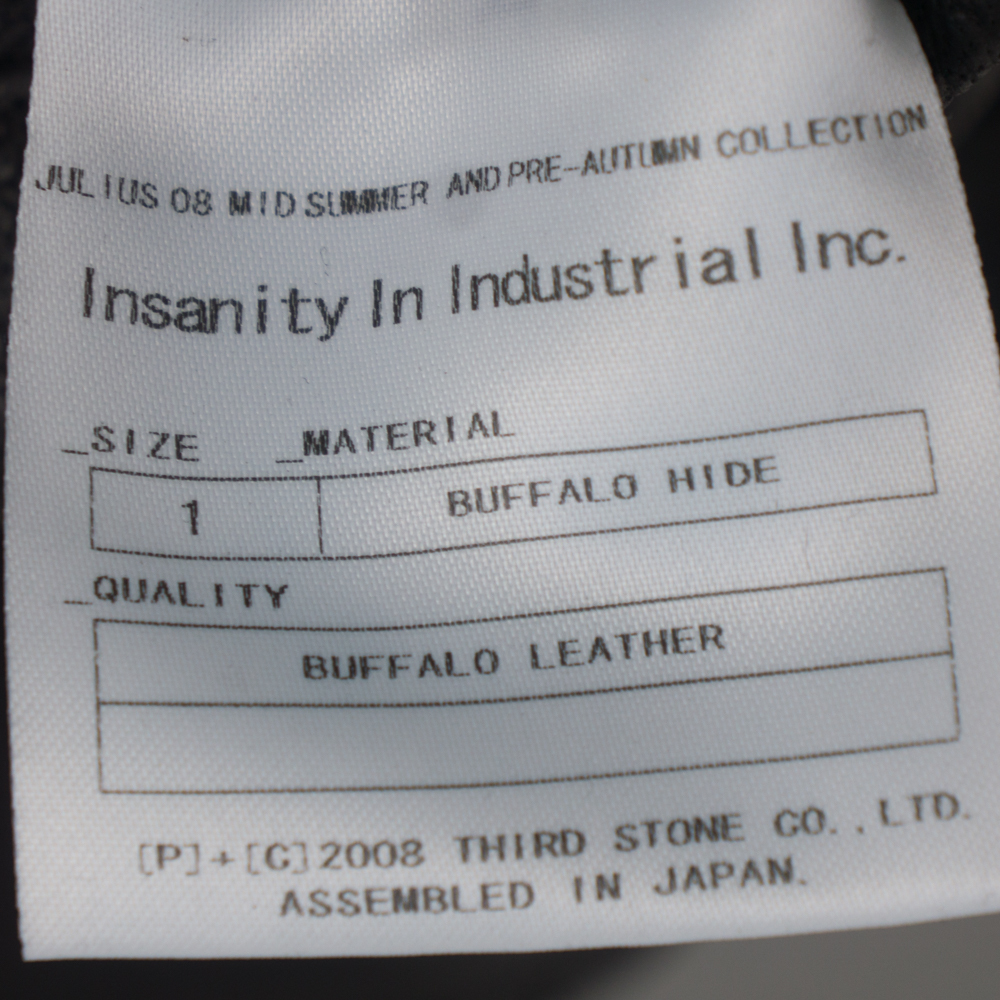 JULIUS 08 MID SUMMER AND PRE-AUTUMN COLLECTION
Insanity In Industrial Inc.
_SIZE _MATERIAL
1 BUFFALO HIDE
_QUALITY
BUFFALO LEATHER
[P]+[C]2008 THIRD STONE CO.,LTD.
ASSEMBLED IN JAPAN.